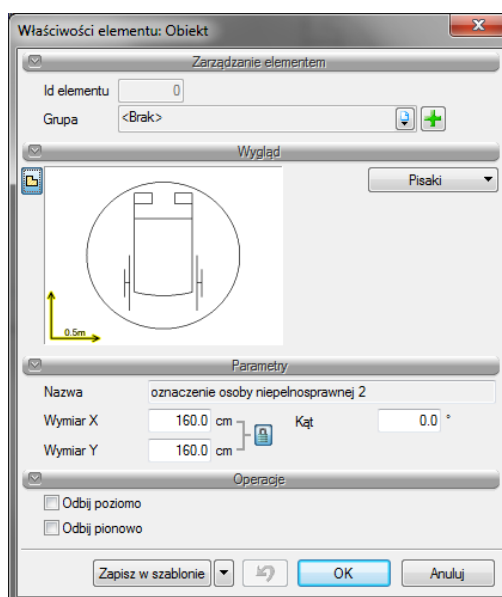 Właściwości elementu: Obiekt
Zarządzanie elementem
Id elementu 0
Grupa <Brak>
Wygląd
Pisaki
0.5m
Parametry
Nazwa oznaczenie osoby niepełnosprawnej 2
Wymiar X 160.0 cm Kąt 0.0 °
Wymiar Y 160.0 cm
Operacje
Odbij poziomo
Odbij pionowo
Zapisz w szablonie OK Anuluj